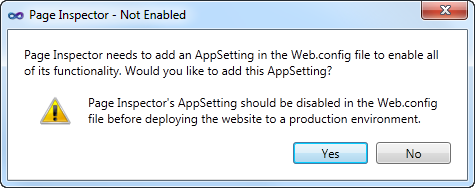 Page Inspector - Not Enabled
Page Inspector needs to add an AppSetting in the Web.config file to enable all
of its functionality. Would you like to add this AppSetting?
Page Inspector's AppSetting should be disabled in the Web.config
file before deploying the website to a production environment.
Yes
No